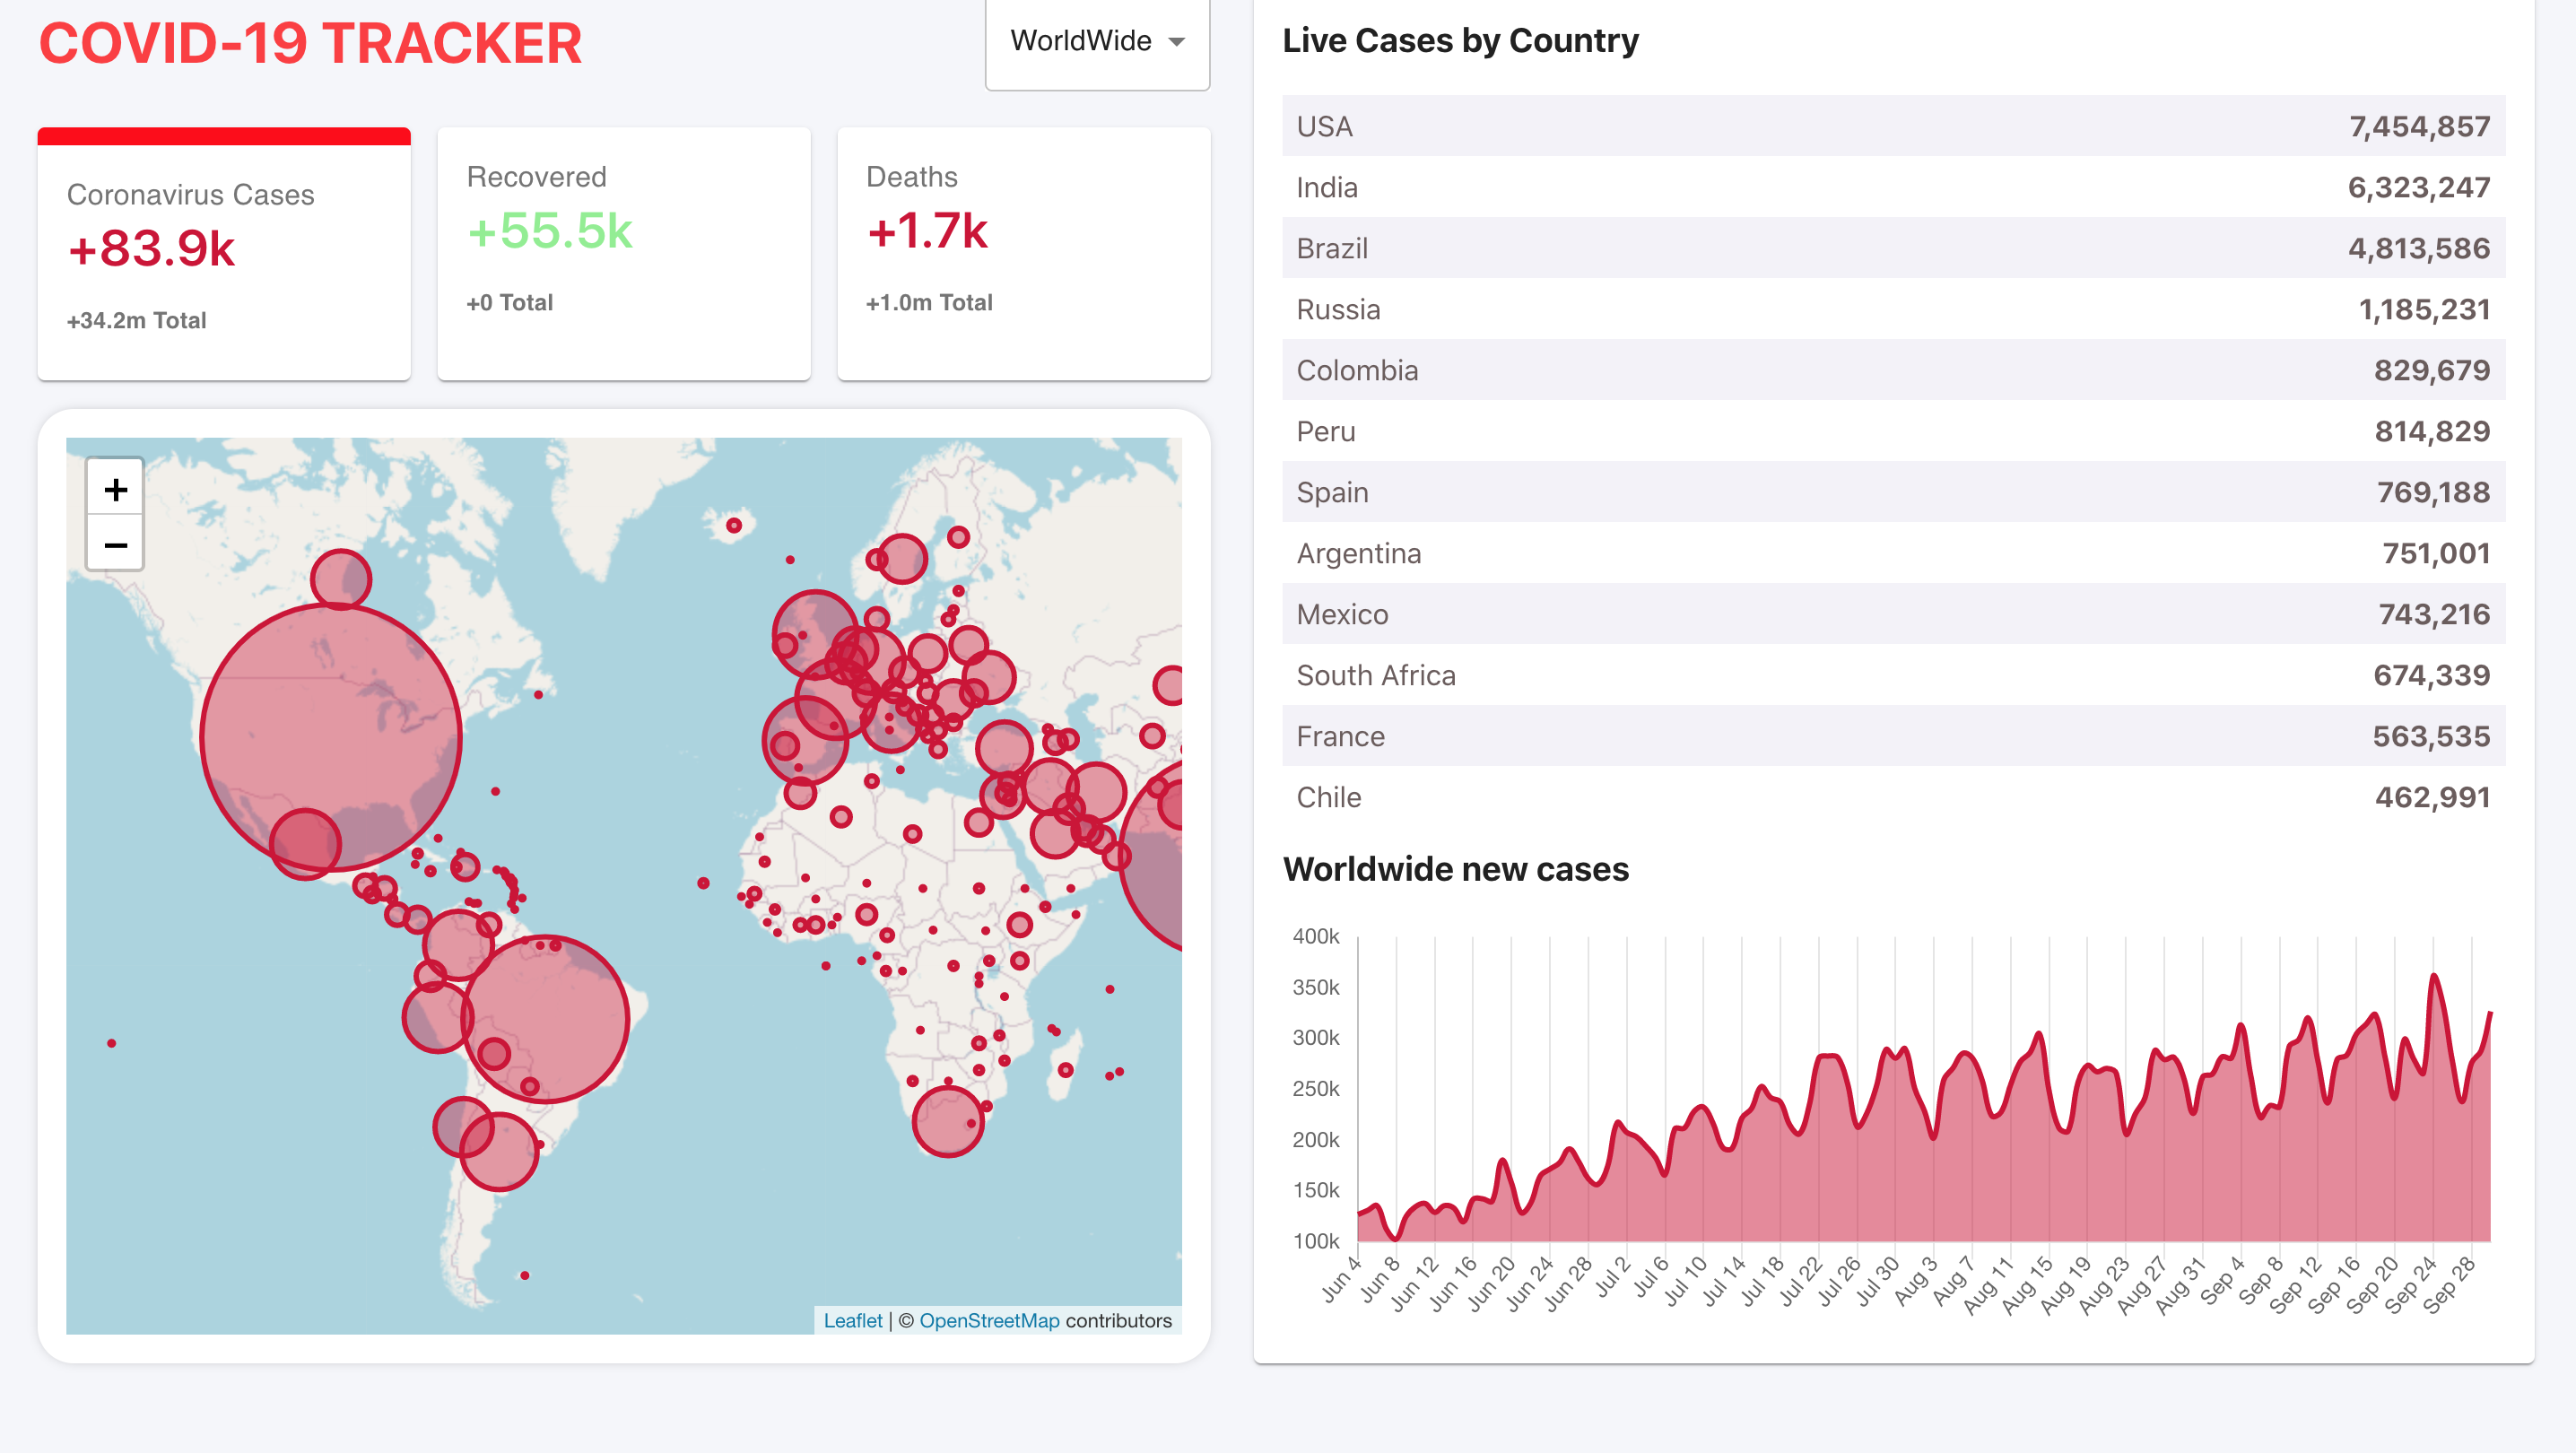 COVID-19 TRACKER
WorldWide
Coronavirus Cases
+83.9k
+34.2m Total
Recovered
+55.5k
+0 Total
Deaths
+1.7k
+1.0m Total
+
−
Leaflet | © OpenStreetMap contributors
Live Cases by Country
USA 7,454,857
India 6,323,247
Brazil 4,813,586
Russia 1,185,231
Colombia 829,679
Peru 814,829
Spain 769,188
Argentina 751,001
Mexico 743,216
South Africa 674,339
France 563,535
Chile 462,991
Worldwide new cases
400k
350k
300k
250k
200k
150k
100k
Jun 4 Jun 8 Jun 12 Jun 16 Jun 20 Jun 24 Jun 28 Jul 2 Jul 6 Jul 10 Jul 14 Jul 18 Jul 22 Jul 26 Jul 30 Aug 3 Aug 7 Aug 11 Aug 15 Aug 19 Aug 23 Aug 27 Aug 31 Sep 4 Sep 8 Sep 12 Sep 16 Sep 20 Sep 24 Sep 28